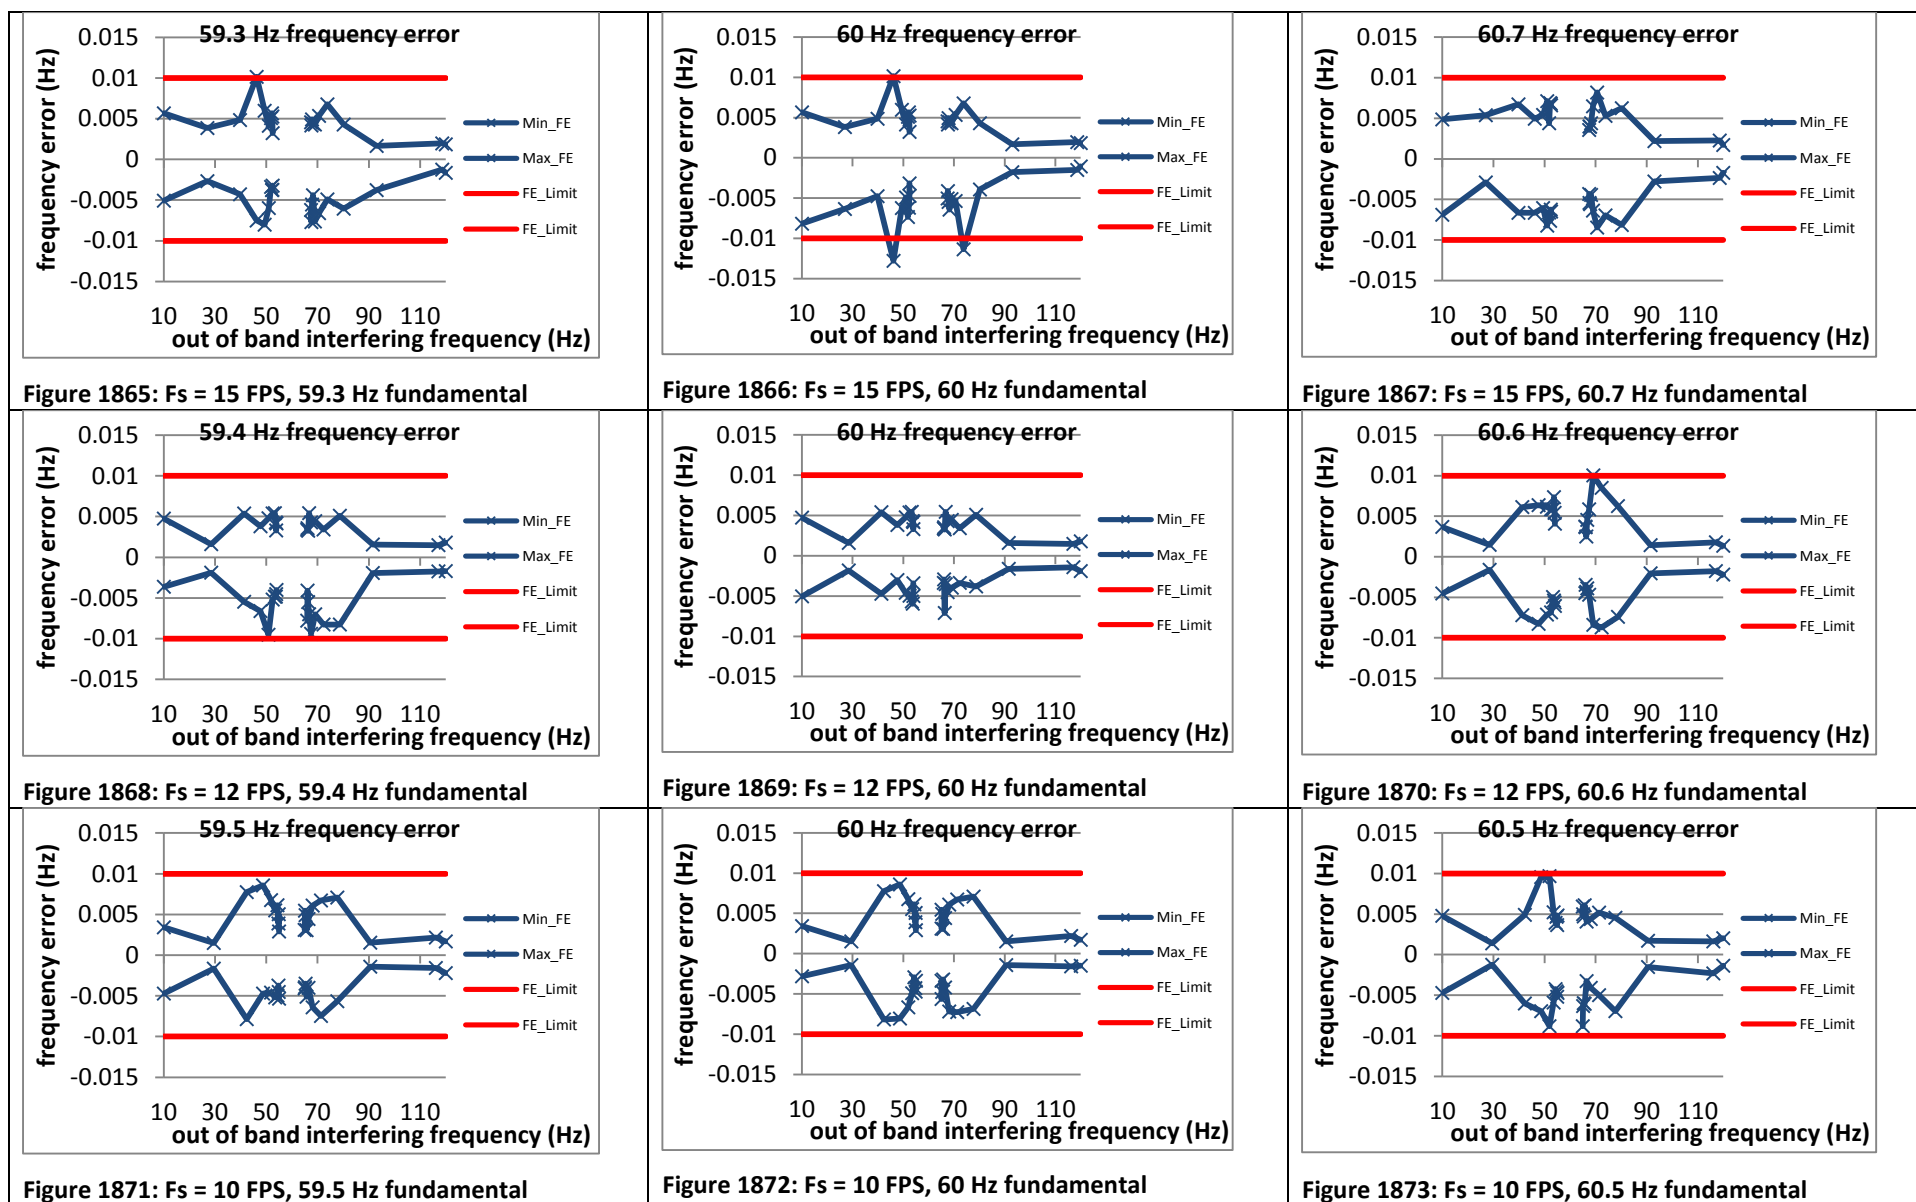 59.3 Hz frequency error
frequency error (Hz)
0.015
0.01
0.005
0
-0.005
-0.01
-0.015
10 30 50 70 90 110
out of band interfering frequency (Hz)
Min_FE
Max_FE
FE_Limit
FE_Limit
Figure 1865: Fs = 15 FPS, 59.3 Hz fundamental
60 Hz frequency error
frequency error (Hz)
0.015
0.01
0.005
0
-0.005
-0.01
-0.015
10 30 50 70 90 110
out of band interfering frequency (Hz)
Min_FE
Max_FE
FE_Limit
FE_Limit
Figure 1866: Fs = 15 FPS, 60 Hz fundamental
60.7 Hz frequency error
frequency error (Hz)
0.015
0.01
0.005
0
-0.005
-0.01
-0.015
10 30 50 70 90 110
out of band interfering frequency (Hz)
Min_FE
Max_FE
FE_Limit
FE_Limit
Figure 1867: Fs = 15 FPS, 60.7 Hz fundamental
59.4 Hz frequency error
frequency error (Hz)
0.015
0.01
0.005
0
-0.005
-0.01
-0.015
10 30 50 70 90 110
out of band interfering frequency (Hz)
Min_FE
Max_FE
FE_Limit
FE_Limit
Figure 1868: Fs = 12 FPS, 59.4 Hz fundamental
60 Hz frequency error
frequency error (Hz)
0.015
0.01
0.005
0
-0.005
-0.01
-0.015
10 30 50 70 90 110
out of band interfering frequency (Hz)
Min_FE
Max_FE
FE_Limit
FE_Limit
Figure 1869: Fs = 12 FPS, 60 Hz fundamental
60.6 Hz frequency error
frequency error (Hz)
0.015
0.01
0.005
0
-0.005
-0.01
-0.015
10 30 50 70 90 110
out of band interfering frequency (Hz)
Min_FE
Max_FE
FE_Limit
FE_Limit
Figure 1870: Fs = 12 FPS, 60.6 Hz fundamental
59.5 Hz frequency error
frequency error (Hz)
0.015
0.01
0.005
0
-0.005
-0.01
-0.015
10 30 50 70 90 110
out of band interfering frequency (Hz)
Min_FE
Max_FE
FE_Limit
FE_Limit
Figure 1871: Fs = 10 FPS, 59.5 Hz fundamental
60 Hz frequency error
frequency error (Hz)
0.015
0.01
0.005
0
-0.005
-0.01
-0.015
10 30 50 70 90 110
out of band interfering frequency (Hz)
Min_FE
Max_FE
FE_Limit
FE_Limit
Figure 1872: Fs = 10 FPS, 60 Hz fundamental
60.5 Hz frequency error
frequency error (Hz)
0.015
0.01
0.005
0
-0.005
-0.01
-0.015
10 30 50 70 90 110
out of band interfering frequency (Hz)
Min_FE
Max_FE
FE_Limit
FE_Limit
Figure 1873: Fs = 10 FPS, 60.5 Hz fundamental